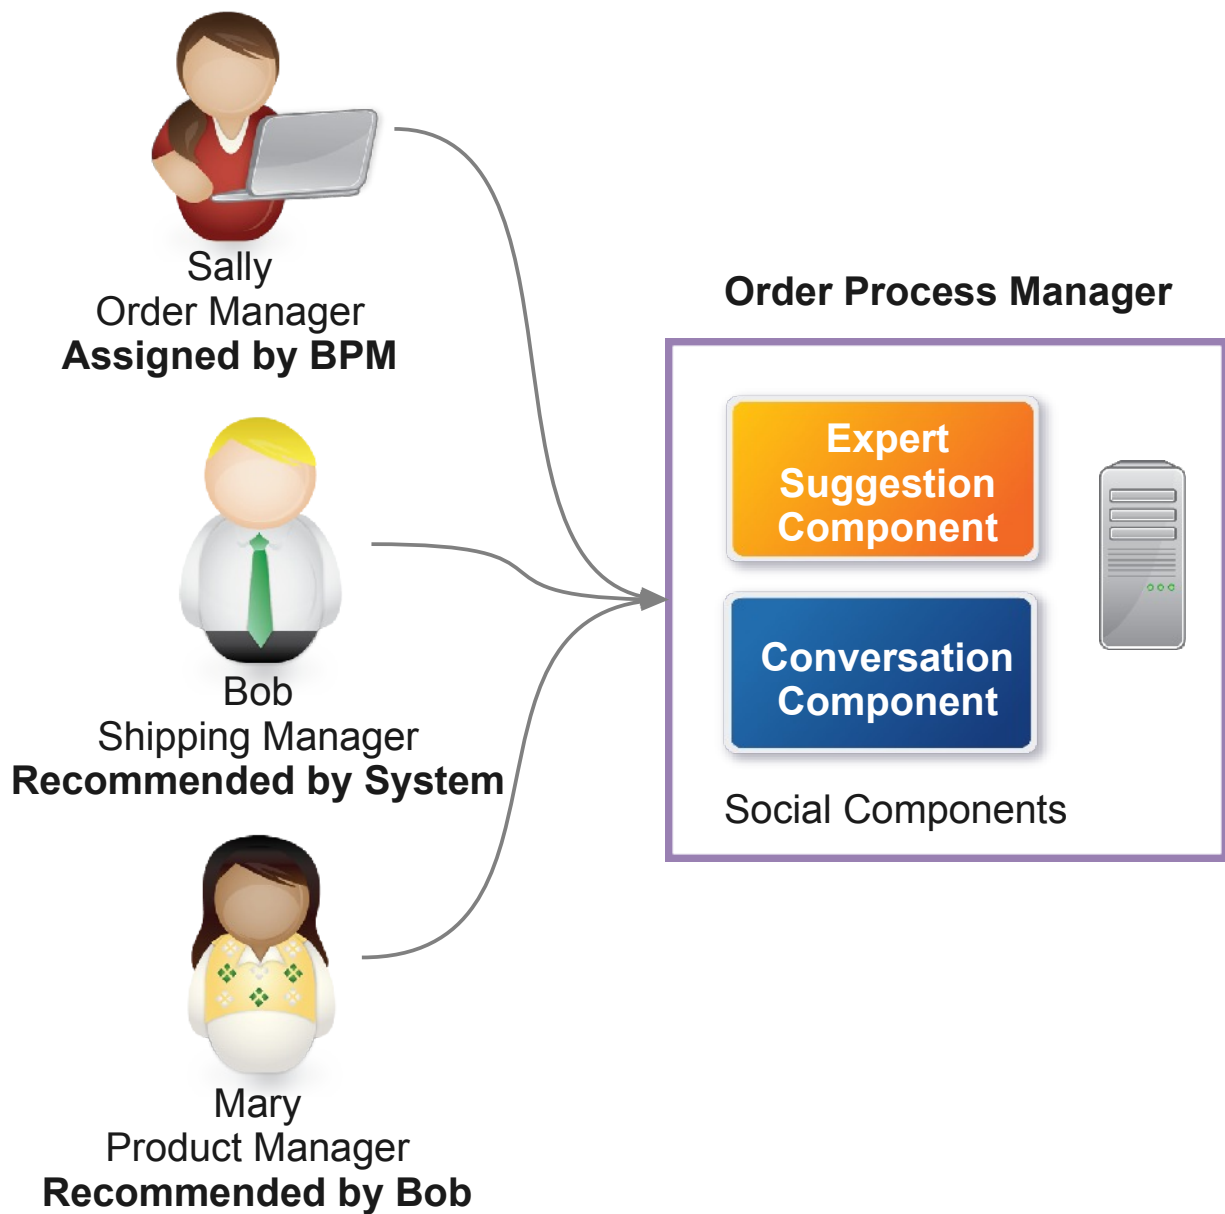 Sally
Order Manager
Assigned by BPM
Bob
Shipping Manager
Recommended by System
Mary
Product Manager
Recommended by Bob
Order Process Manager
Expert
Suggestion
Component
Conversation
Component
Social Components